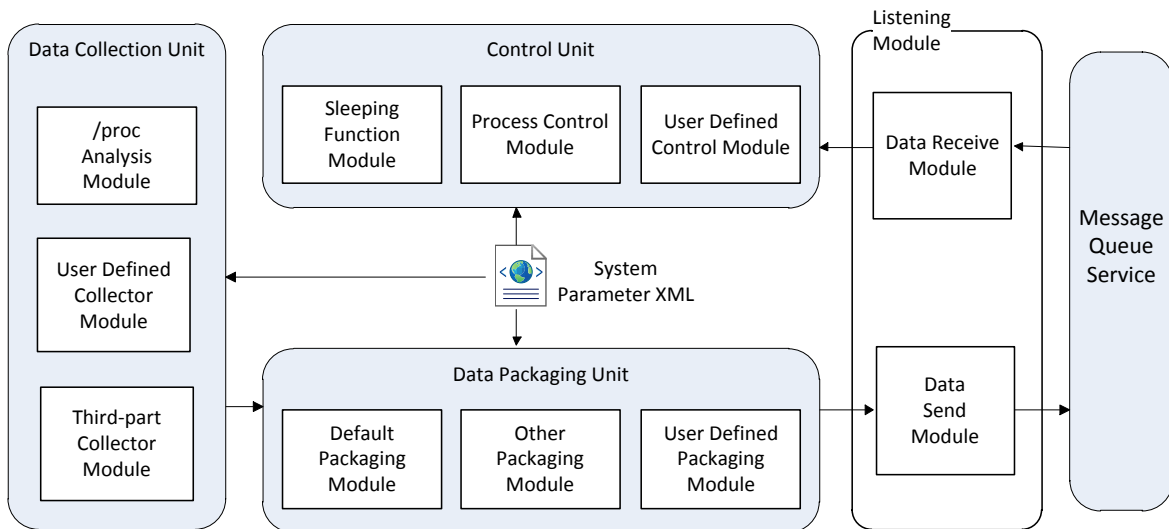 Data Collection Unit
/proc
Analysis
Module
User Defined
Collector
Module
Third-part
Collector
Module
Control Unit
Sleeping
Function
Module
Process Control
Module
User Defined
Control Module
System
Parameter XML
Data Packaging Unit
Default
Packaging
Module
Other
Packaging
Module
User Defined
Packaging
Module
Listening
Module
Data Receive
Module
Data
Send
Module
Message
Queue
Service